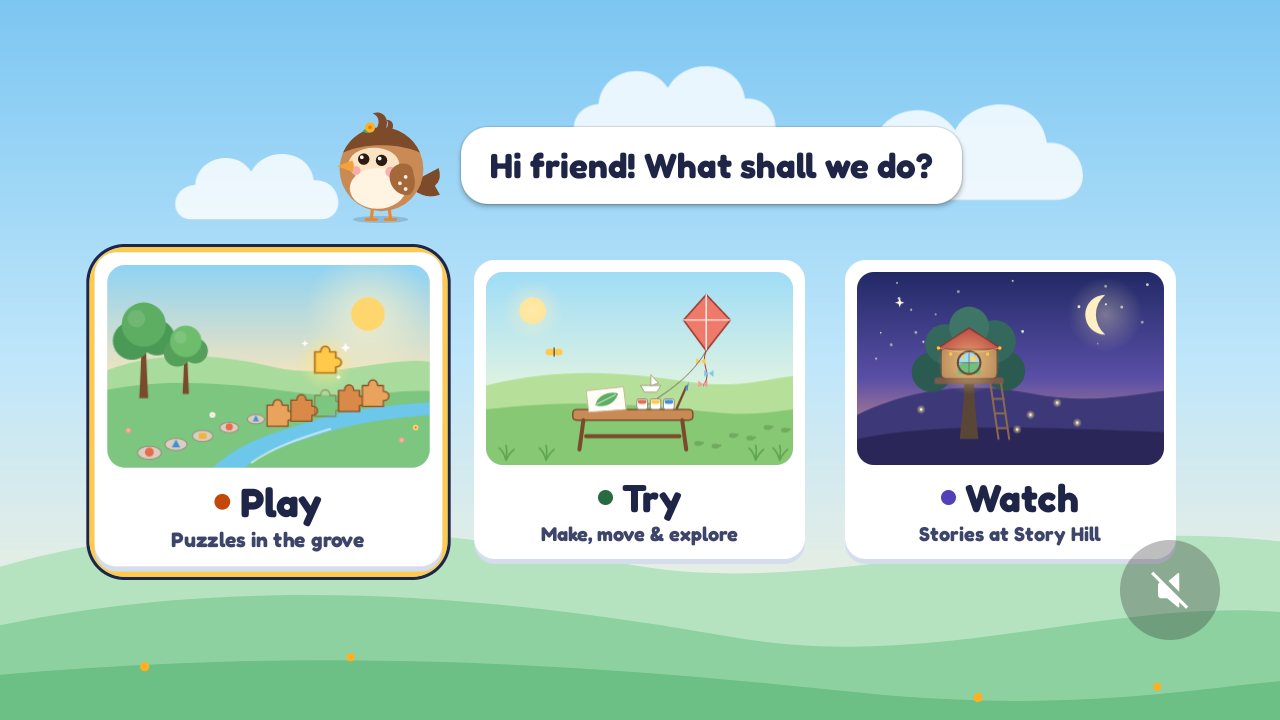 Hi friend! What shall we do?
Play
Puzzles in the grove
Try
Make, move & explore
Watch
Stories at Story Hill